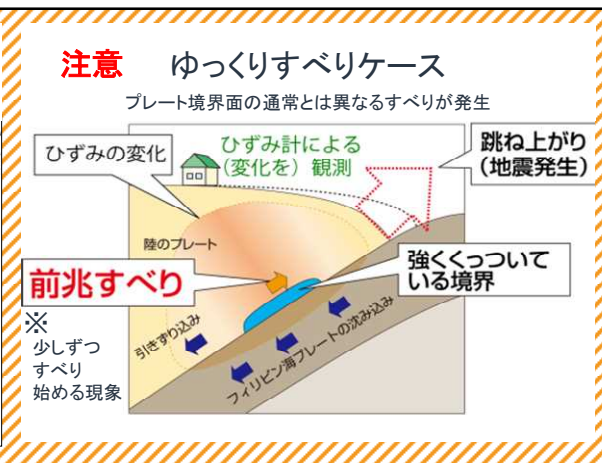 注意 ゆっくりすべりケース
プレート境界面の通常とは異なるすべりが発生
ひずみの変化
ひずみ計による
(変化を) 観測
跳ね上がり
(地震発生)
陸のプレート
前兆すべり
強くくっついて
いる境界
※
少しずつ
すべり
始める現象
引きずり込み
フィリピン海プレートの沈み込み